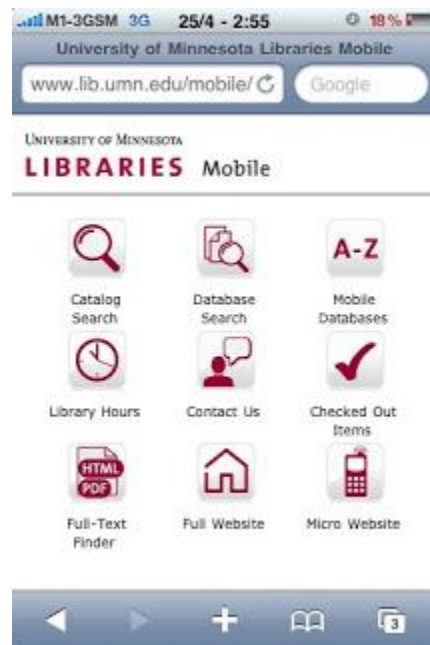 M1-3GSM 3G 25/4 - 2:55 18%
University of Minnesota Libraries Mobile
www.lib.umn.edu/mobile/ Google
UNIVERSITY OF MINNESOTA
LIBRARIES Mobile
A-Z
Catalog Search
Database Search
Mobile Databases
Library Hours
Contact Us
Checked Out Items
HTML
PDF
Full-Text Finder
Full Website
Micro Website
3